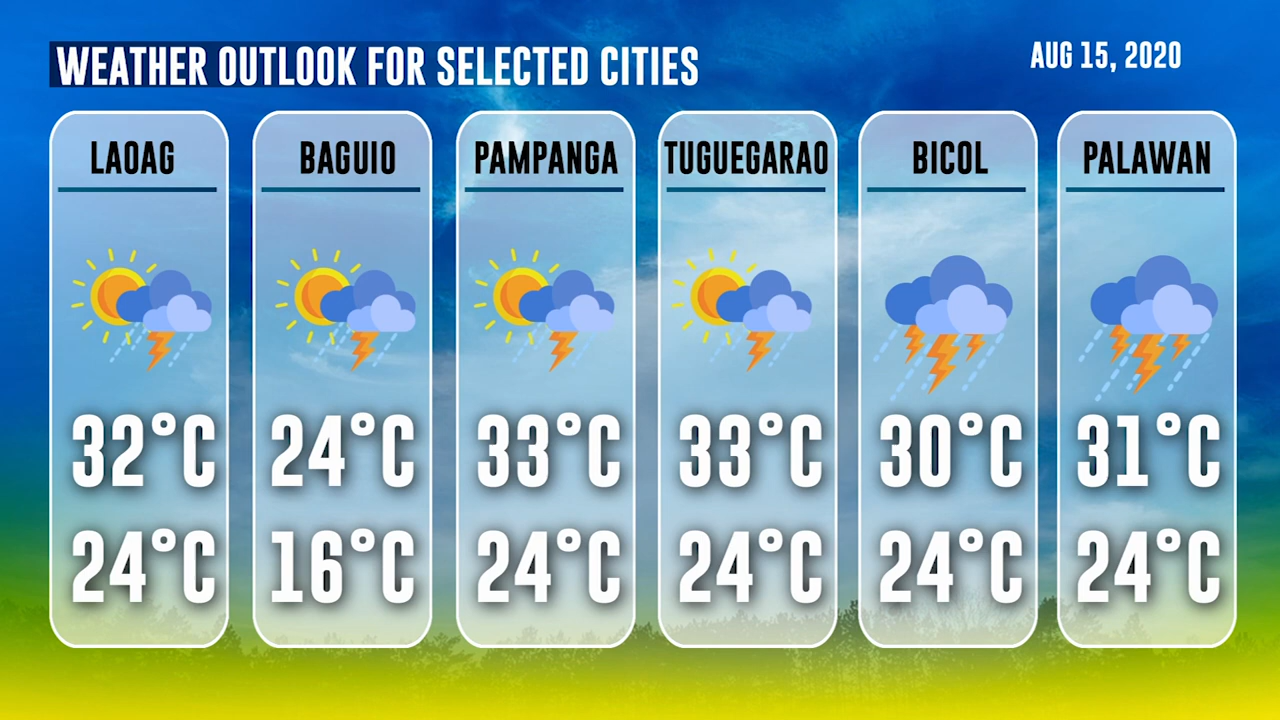 WEATHER OUTLOOK FOR SELECTED CITIES
AUG 15, 2020
LAOAG
32°C
24°C
BAGUIO
24°C
16°C
PAMPANGA
33°C
24°C
TUGUEGARAO
33°C
24°C
BICOL
30°C
24°C
PALAWAN
31°C
24°C